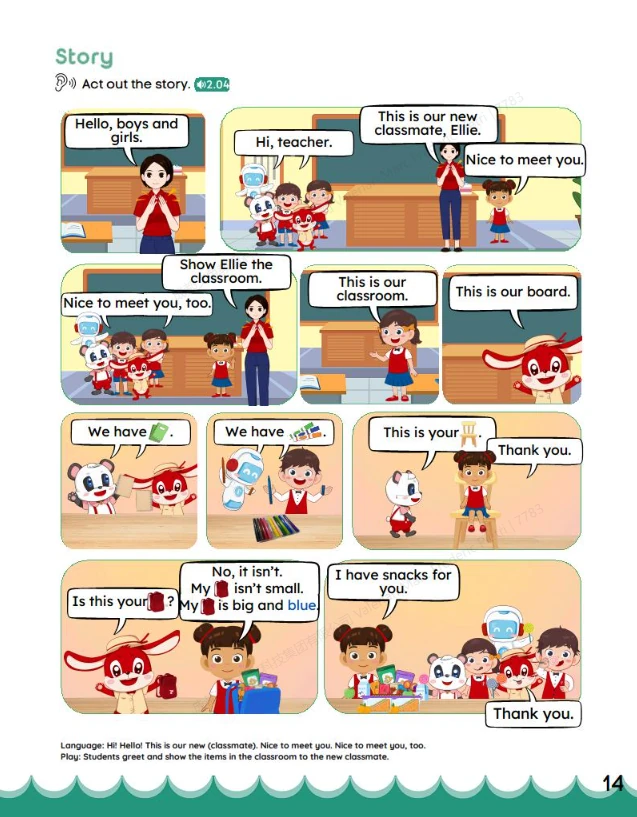 Story
Act out the story. 2.04
Hello, boys and
girls.
Hi, teacher.
This is our new
classmate, Ellie.
Nice to meet you.
Nice to meet you, too.
Show Ellie the
classroom.
This is our
classroom.
This is our board.
We have .
We have .
This is your .
Thank you.
Is this your ?
No, it isn't.
My isn't small.
My is big and blue.
I have snacks for
you.
Thank you.
Language: Hi! Hello! This is our new (classmate). Nice to meet you. Nice to meet you, too.
Play: Students greet and show the items in the classroom to the new classmate.
14